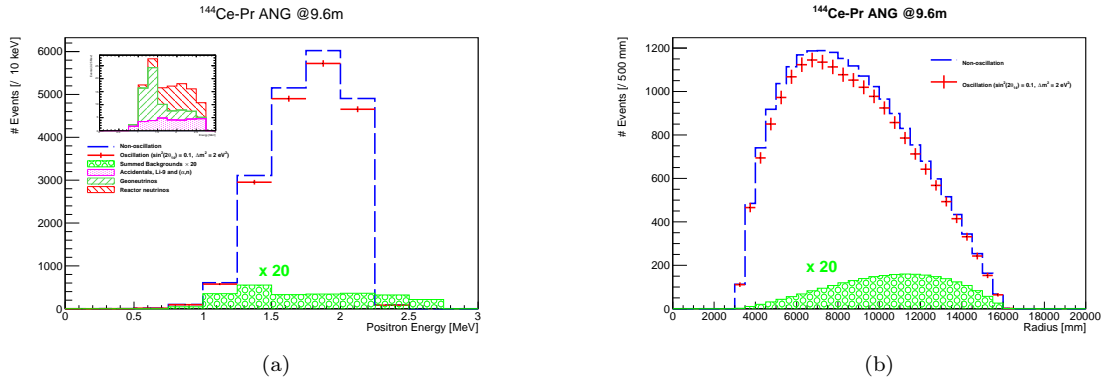 ¹⁴⁴Ce-Pr ANG @9.6m
# Events [/ 10 keV]
6000
5000
4000
3000
2000
1000
0
Non-oscillation
Oscillation (sin²(2θ
) = 0.1, Δm² = 2 eV²)
Summed Backgrounds × 20
Accidentals, Li-9 and (α,n)
Geoneutrinos
Reactor neutrinos
x 20
0 0.5 1 1.5 2 2.5 3
Positron Energy [MeV]
(a)
¹⁴⁴Ce-Pr ANG @9.6m
# Events [/ 500 mm]
1200
1000
800
600
400
200
0
Non-oscillation
Oscillation (sin²(2θ
) = 0.1, Δm² = 2 eV²)
x 20
0 2000 4000 6000 8000 10000 12000 14000 16000 18000 20000
Radius [mm]
(b)